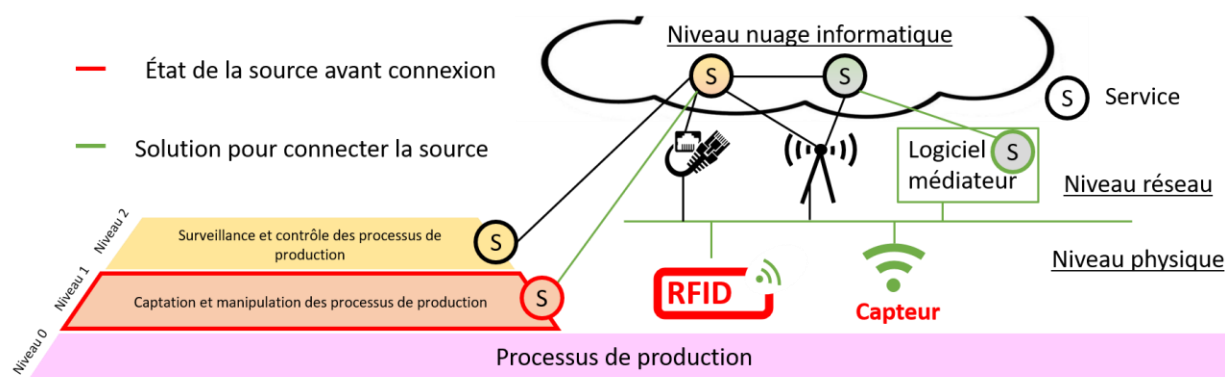 Niveau nuage informatique
État de la source avant connexion
S
S
S
Service
Solution pour connecter la source
Logiciel
médiateur
S
Niveau réseau
Niveau 2
Surveillance et contrôle des processus de
production
S
Niveau physique
Niveau 1
Captation et manipulation des processus de production
S
RFID
Capteur
Niveau 0
Processus de production